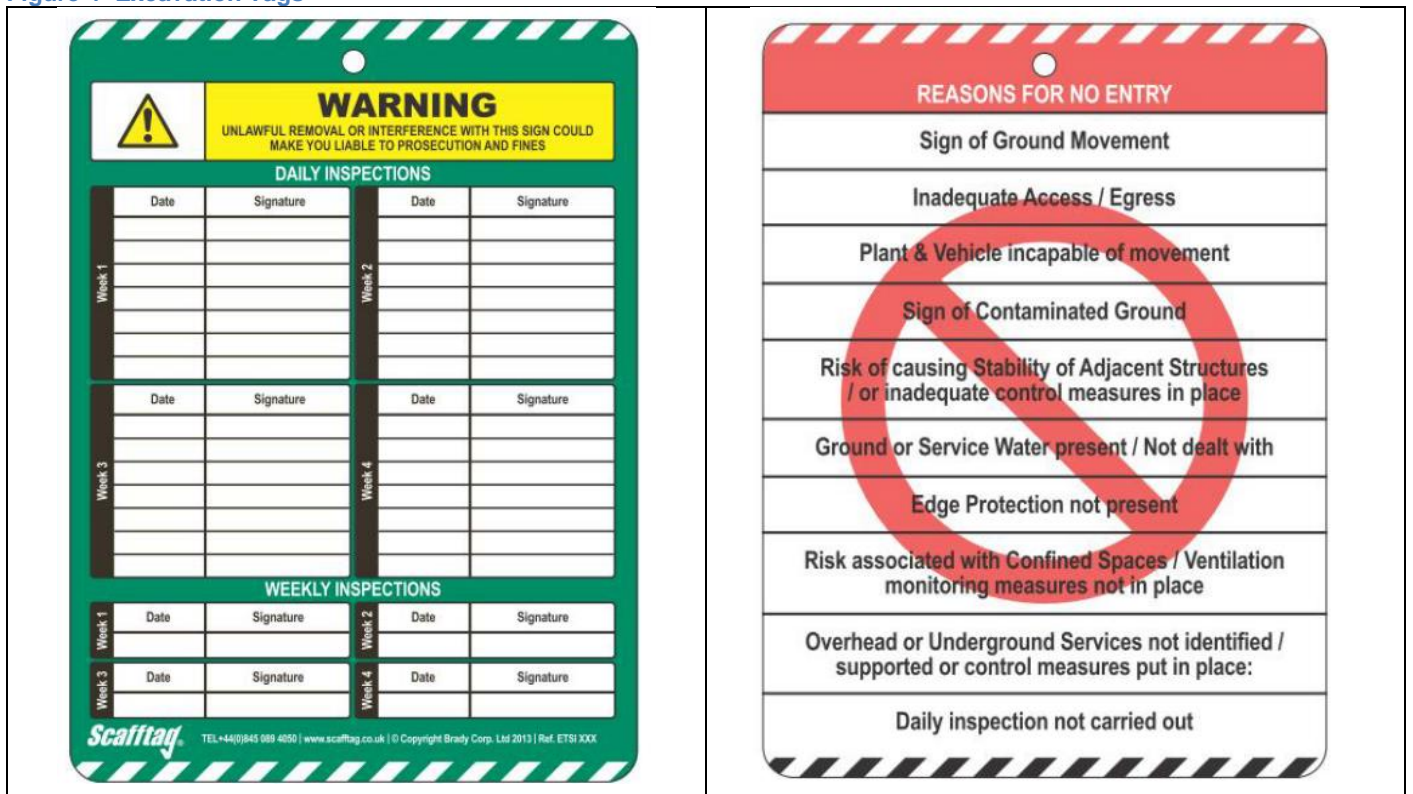 WARNING
UNLAWFUL REMOVAL OR INTERFERENCE WITH THIS SIGN COULD
MAKE YOU LIABLE TO PROSECUTION AND FINES
DAILY INSPECTIONS
Week 1
Date Signature
Week 2
Date Signature
Week 3
Date Signature
Week 4
Date Signature
WEEKLY INSPECTIONS
Week 1
Date Signature
Week 2
Date Signature
Week 3
Date Signature
Week 4
Date Signature
Scafftag.
TEL+44(0)845 089 4050 | www.scafftag.co.uk | © Copyright Brady Corp. Ltd 2013 | Ref. ETSI XXX
REASONS FOR NO ENTRY
Sign of Ground Movement
Inadequate Access / Egress
Plant & Vehicle incapable of movement
Sign of Contaminated Ground
Risk of causing Stability of Adjacent Structures
/ or inadequate control measures in place
Ground or Service Water present / Not dealt with
Edge Protection not present
Risk associated with Confined Spaces / Ventilation
monitoring measures not in place
Overhead or Underground Services not identified /
supported or control measures put in place:
Daily inspection not carried out